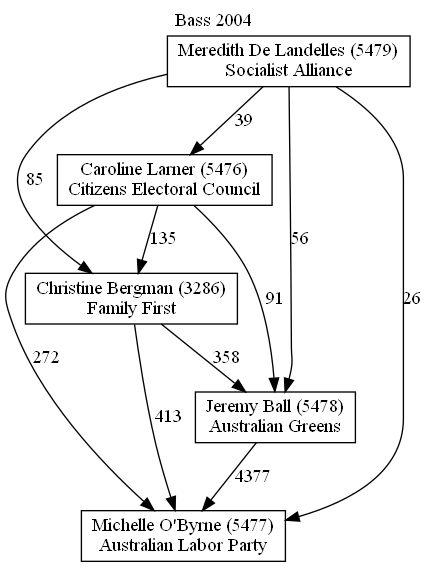 Bass 2004
Meredith De Landelles (5479)
Socialist Alliance
39
Caroline Larner (5476)
Citizens Electoral Council
85
135
56
Christine Bergman (3286)
Family First
91
26
272
358
Jeremy Ball (5478)
Australian Greens
413
4377
Michelle O'Byrne (5477)
Australian Labor Party